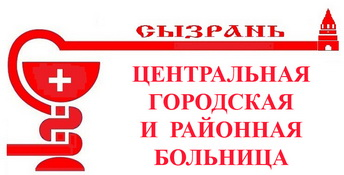 СЫЗРАНЬ
ЦЕНТРАЛЬНАЯ
ГОРОДСКАЯ
И РАЙОННАЯ
БОЛЬНИЦА